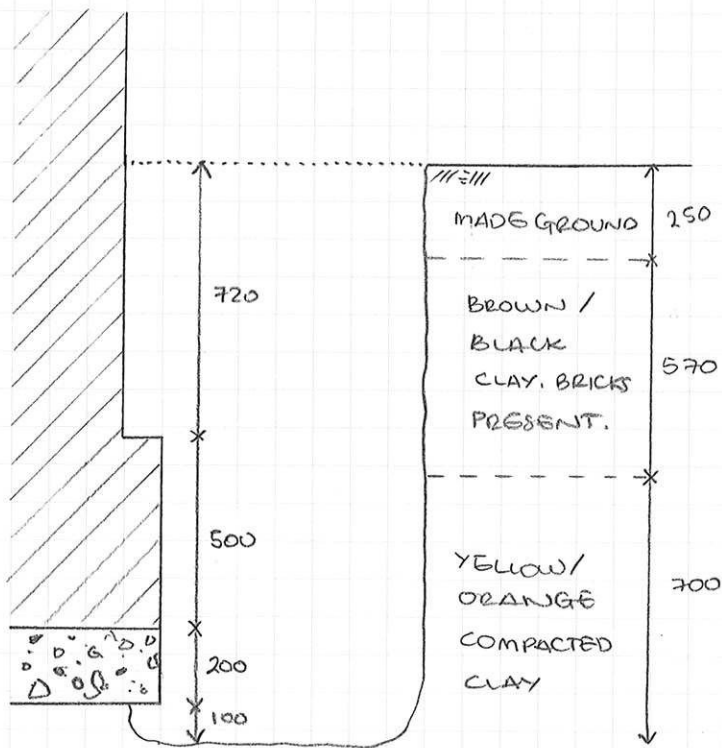 MADE GROUND
250
720
BROWN /
BLACK
CLAY. BRICKS
PRESENT.
570
500
YELLOW/
ORANGE
COMPACTED
CLAY
700
200
100